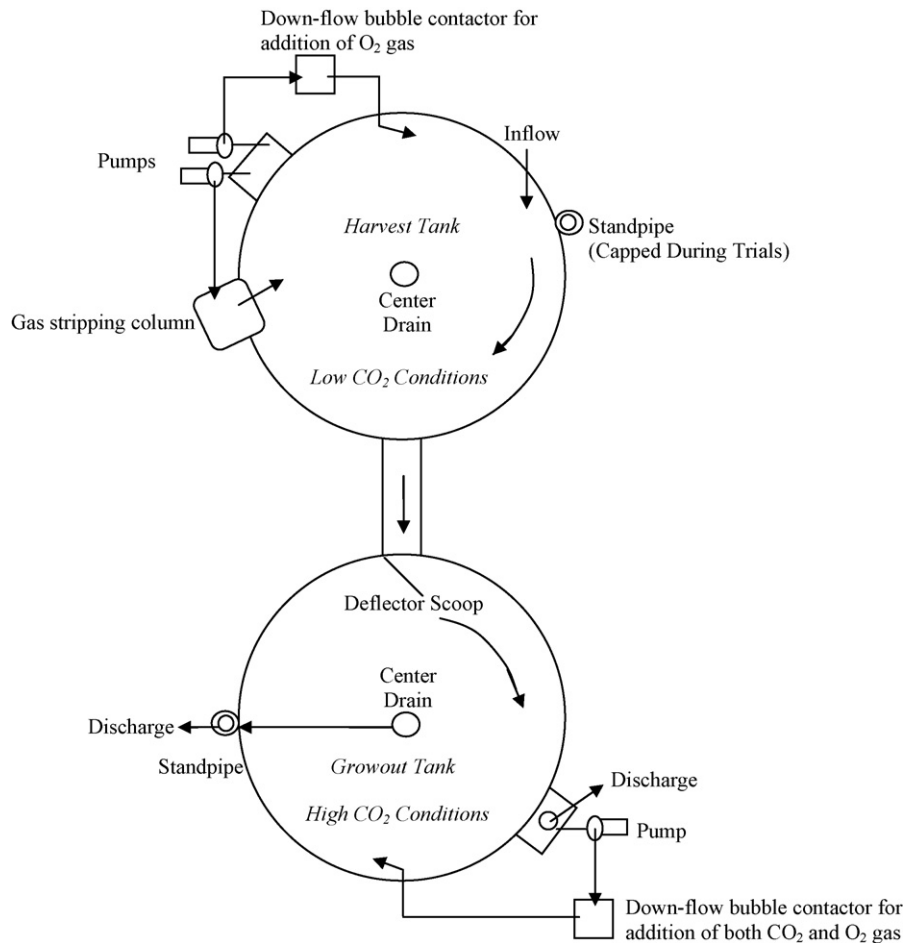 Down-flow bubble contactor for
addition of O₂ gas
Inflow
Pumps
Harvest Tank
Standpipe
(Capped During Trials)
Center
Drain
Gas stripping column
Low CO₂ Conditions
Deflector Scoop
Center
Drain
Discharge
Standpipe
Growout Tank
Discharge
High CO₂ Conditions
Pump
Down-flow bubble contactor for
addition of both CO₂ and O₂ gas